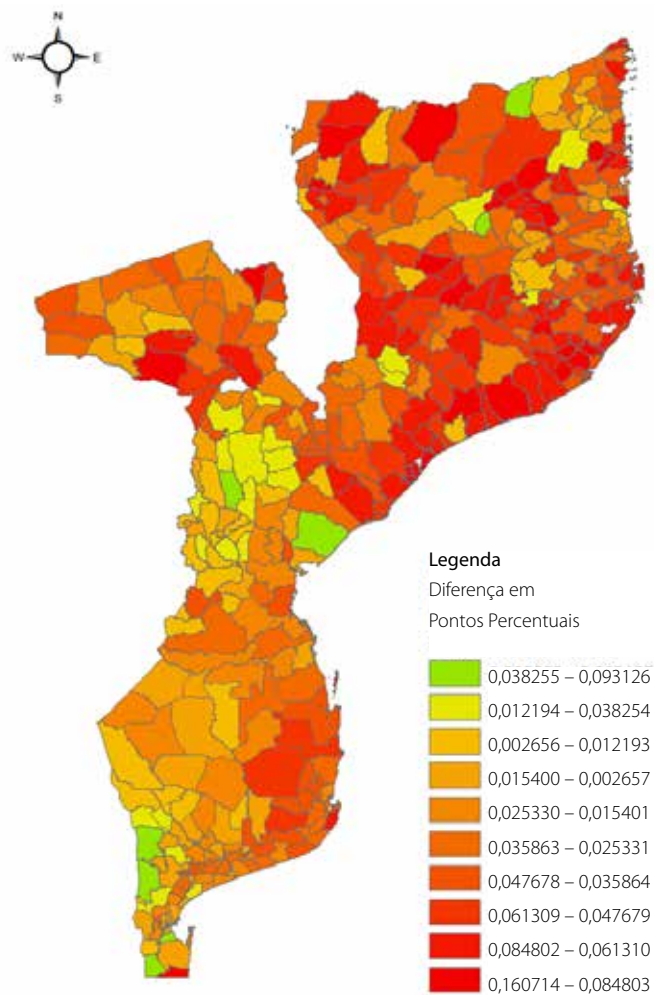 N
W E
S
Legenda
Diferença em
Pontos Percentuais
0,038255 – 0,093126
0,012194 – 0,038254
0,002656 – 0,012193
0,015400 – 0,002657
0,025330 – 0,015401
0,035863 – 0,025331
0,047678 – 0,035864
0,061309 – 0,047679
0,084802 – 0,061310
0,160714 – 0,084803